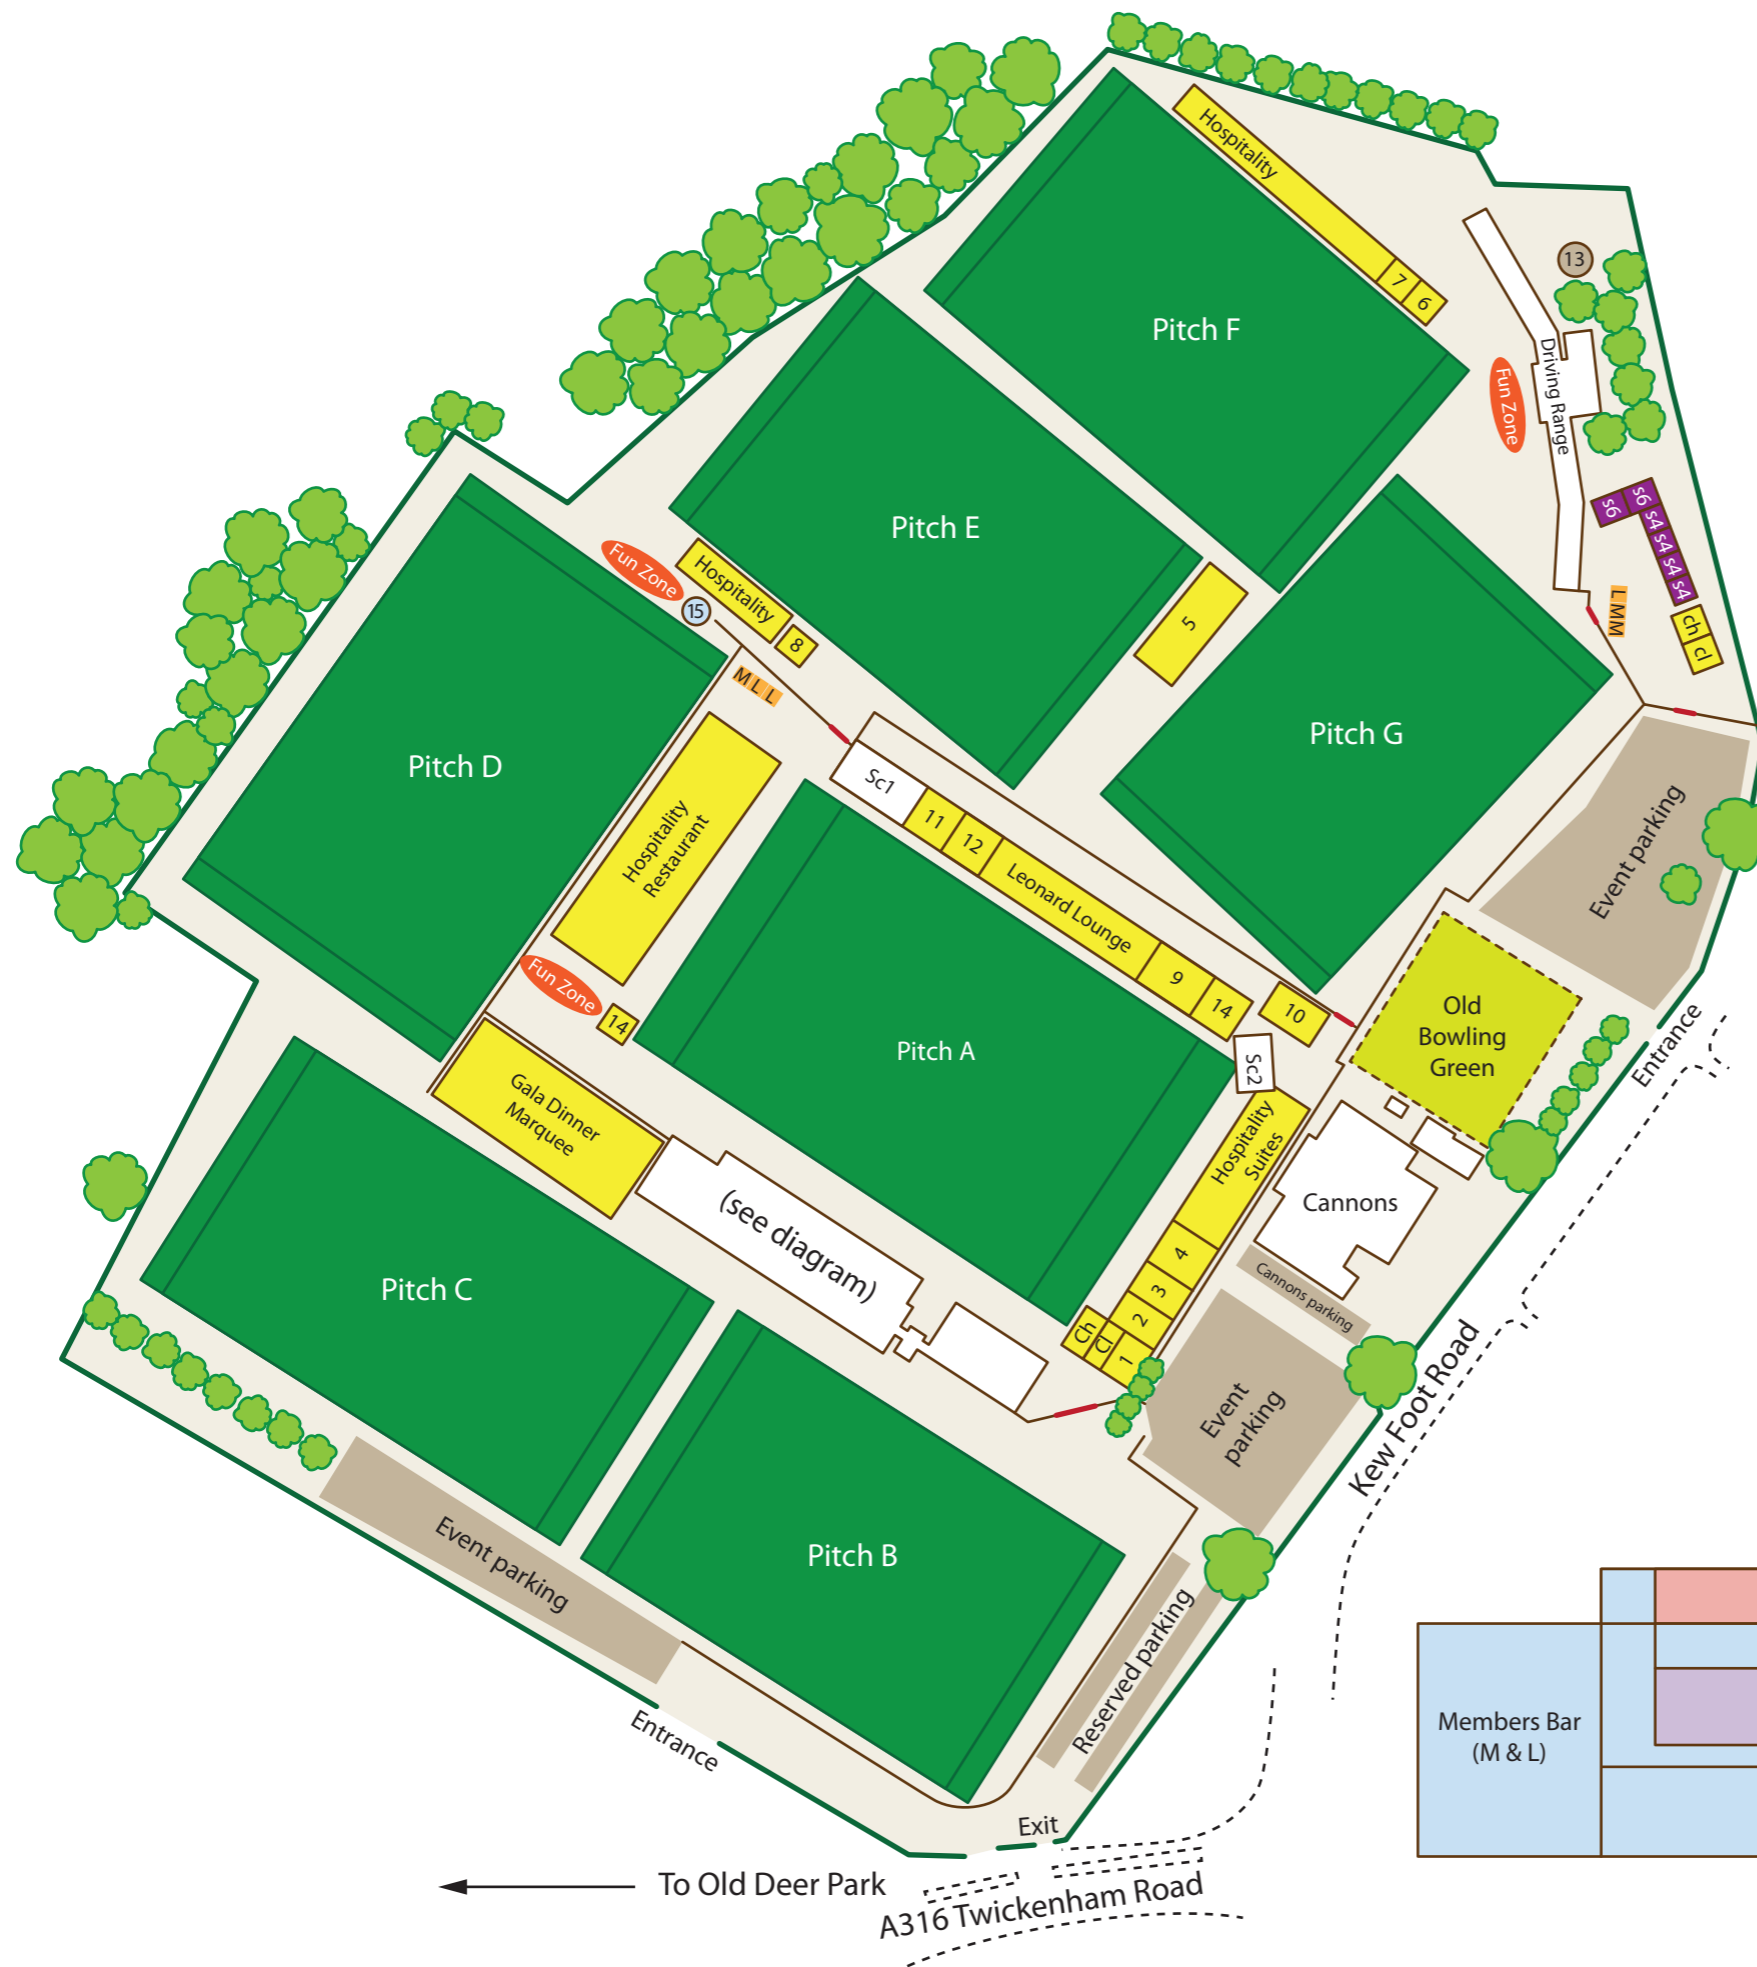 Hospitality
7
6
13
Pitch F
Driving Range
Fun Zone
s6
s6
s4
s4
s4
s4
L M M
ch
cl
Pitch E
Fun Zone
15
Hospitality
8
M L L
5
Pitch G
Pitch D
Hospitality
Restaurant
Sc1
11
12
Leonard Lounge
9
14
10
Sc2
Event parking
Old
Bowling
Green
Entrance
Fun Zone
14
Pitch A
Gala Dinner
Marquee
(see diagram)
Hospitality
Suites
4
3
2
1
Ch
Cl
Cannons
Cannons parking
Event
parking
Kew Foot Road
Pitch C
Pitch B
Event parking
Reserved parking
Entrance
Exit
Members Bar
(M & L)
To Old Deer Park
A316 Twickenham Road